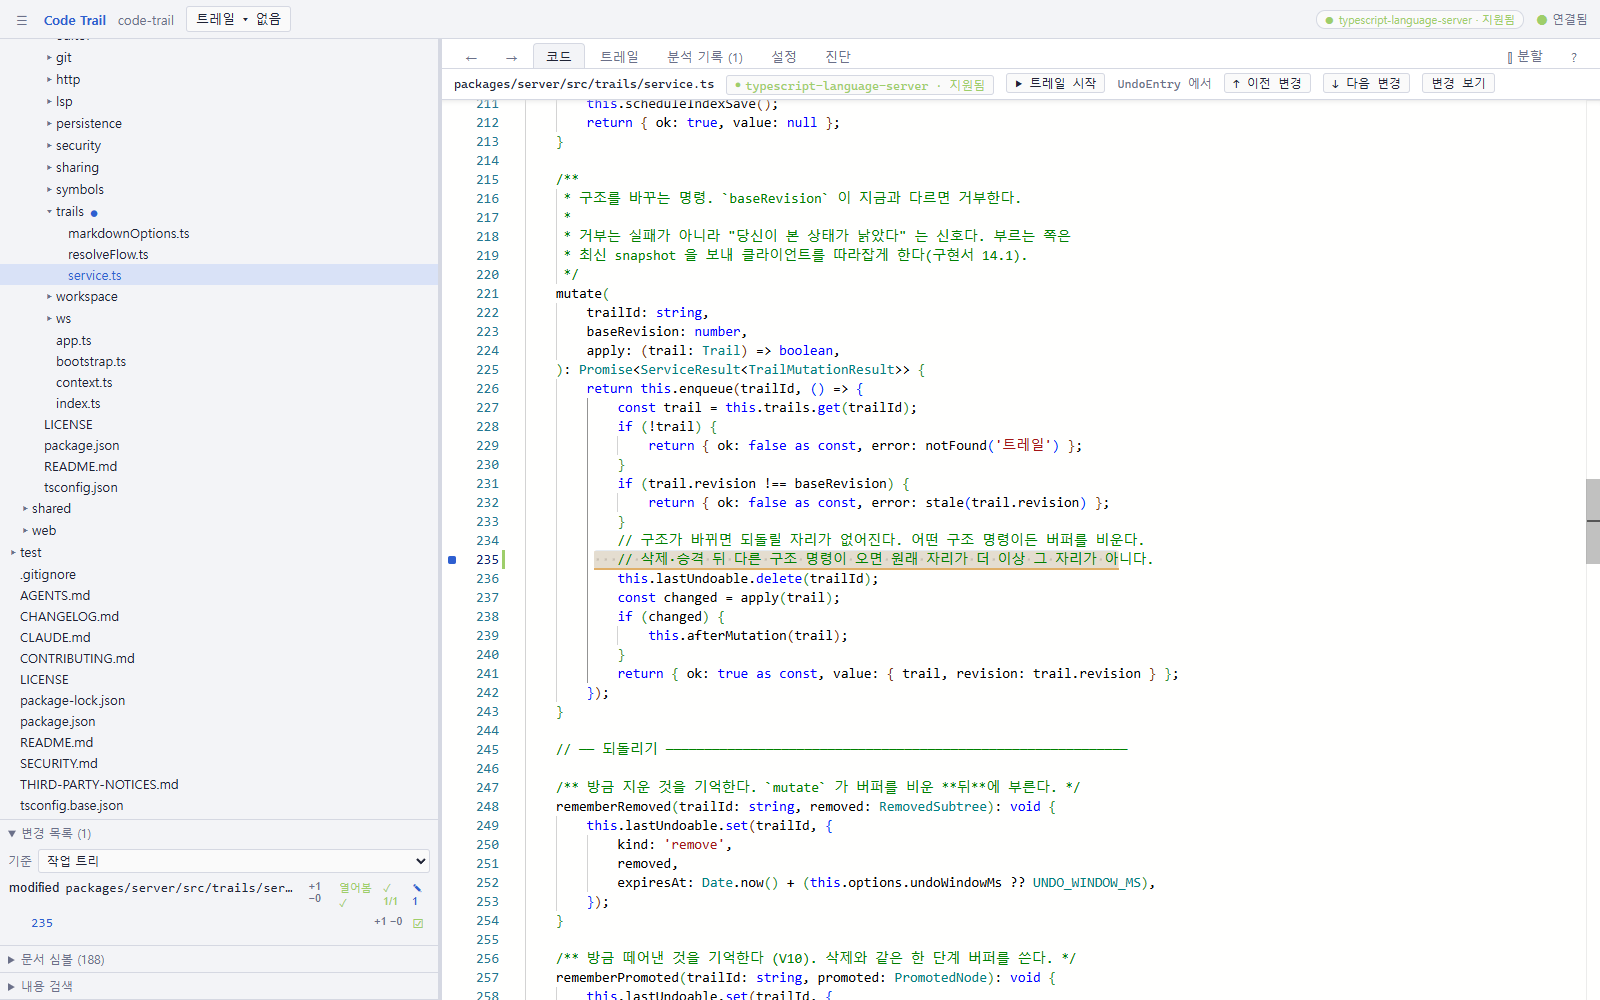 ☰ Code Trail code-trail 트레일 ▾ 없음
● typescript-language-server · 지원됨 ● 연결됨
▸ git
▸ http
▸ lsp
▸ persistence
▸ security
▸ sharing
▸ symbols
▾ trails ●
markdownOptions.ts
resolveFlow.ts
service.ts
▸ workspace
▸ ws
app.ts
bootstrap.ts
context.ts
index.ts
LICENSE
package.json
README.md
tsconfig.json
▸ shared
▸ web
▸ test
.gitignore
AGENTS.md
CHANGELOG.md
CLAUDE.md
CONTRIBUTING.md
LICENSE
package-lock.json
package.json
README.md
SECURITY.md
THIRD-PARTY-NOTICES.md
tsconfig.base.json
▼ 변경 목록 (1)
기준 작업 트리
modified packages/server/src/trails/ser… +1 −0 열어봄 ✓ ✓ 1/1 1
235 +1 −0 ☑
▶ 문서 심볼 (188)
▶ 내용 검색
← → 코드 트레일 분석 기록 (1) 설정 진단 분할 ?
packages/server/src/trails/service.ts ● typescript-language-server · 지원됨 ▶ 트레일 시작 UndoEntry 에서 ↑ 이전 변경 ↓ 다음 변경 변경 보기
211 this.scheduleIndexSave();
212 return { ok: true, value: null };
213 }
214
215 /**
216 * 구조를 바꾸는 명령. `baseRevision` 이 지금과 다르면 거부한다.
217 *
218 * 거부는 실패가 아니라 "당신이 본 상태가 낡았다" 는 신호다. 부르는 쪽은
219 * 최신 snapshot 을 보내 클라이언트를 따라잡게 한다(구현서 14.1).
220 */
221 mutate(
222 trailId: string,
223 baseRevision: number,
224 apply: (trail: Trail) => boolean,
225 ): Promise<ServiceResult<TrailMutationResult>> {
226 return this.enqueue(trailId, () => {
227 const trail = this.trails.get(trailId);
228 if (!trail) {
229 return { ok: false as const, error: notFound('트레일') };
230 }
231 if (trail.revision !== baseRevision) {
232 return { ok: false as const, error: stale(trail.revision) };
233 }
234 // 구조가 바뀌면 되돌릴 자리가 없어진다. 어떤 구조 명령이든 버퍼를 비운다.
235 // 삭제·승격 뒤 다른 구조 명령이 오면 원래 자리가 더 이상 그 자리가 아니다.
236 this.lastUndoable.delete(trailId);
237 const changed = apply(trail);
238 if (changed) {
239 this.afterMutation(trail);
240 }
241 return { ok: true as const, value: { trail, revision: trail.revision } };
242 });
243 }
244
245 // ── 되돌리기 ────────────────────────────────────────────────────────────
246
247 /** 방금 지운 것을 기억한다. `mutate` 가 버퍼를 비운 **뒤**에 부른다. */
248 rememberRemoved(trailId: string, removed: RemovedSubtree): void {
249 this.lastUndoable.set(trailId, {
250 kind: 'remove',
251 removed,
252 expiresAt: Date.now() + (this.options.undoWindowMs ?? UNDO_WINDOW_MS),
253 });
254 }
255
256 /** 방금 떼어낸 것을 기억한다 (V10). 삭제와 같은 한 단계 버퍼를 쓴다. */
257 rememberPromoted(trailId: string, promoted: PromotedNode): void {
258 this.lastUndoable.set(trailId, {